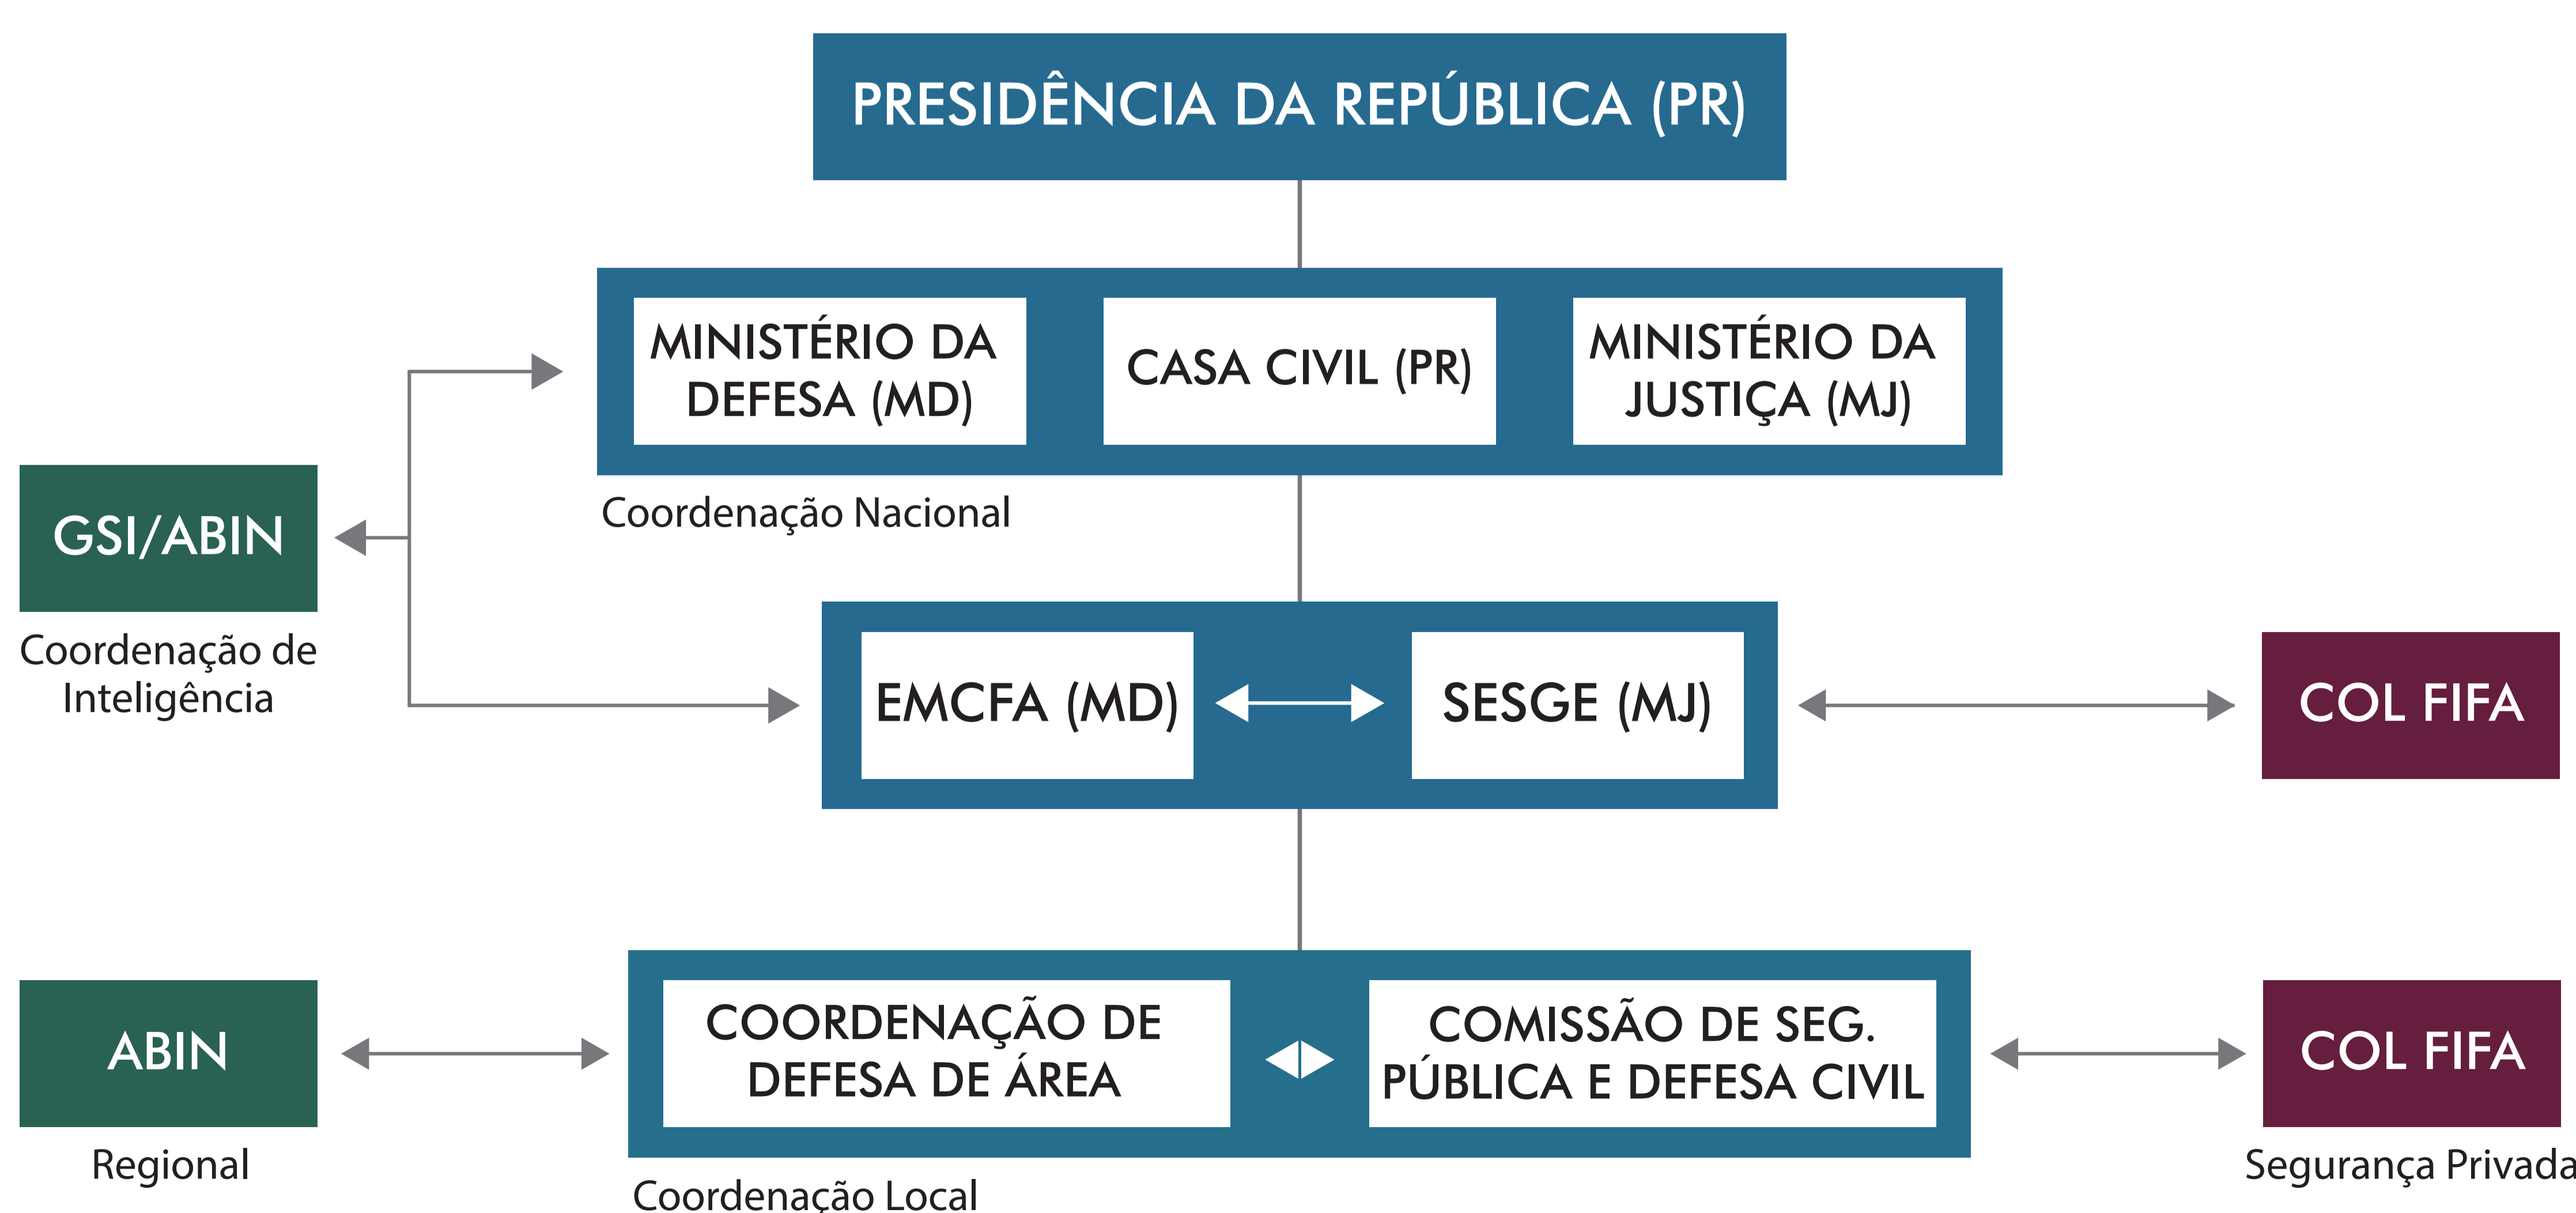 PRESIDÊNCIA DA REPÚBLICA (PR)
MINISTÉRIO DA
DEFESA (MD)
CASA CIVIL (PR)
MINISTÉRIO DA
JUSTIÇA (MJ)
Coordenação Nacional
GSI/ABIN
Coordenação de
Inteligência
EMCFA (MD)
SESGE (MJ)
COL FIFA
ABIN
Regional
COORDENAÇÃO DE
DEFESA DE ÁREA
COMISSÃO DE SEG.
PÚBLICA E DEFESA CIVIL
Coordenação Local
COL FIFA
Segurança Privada